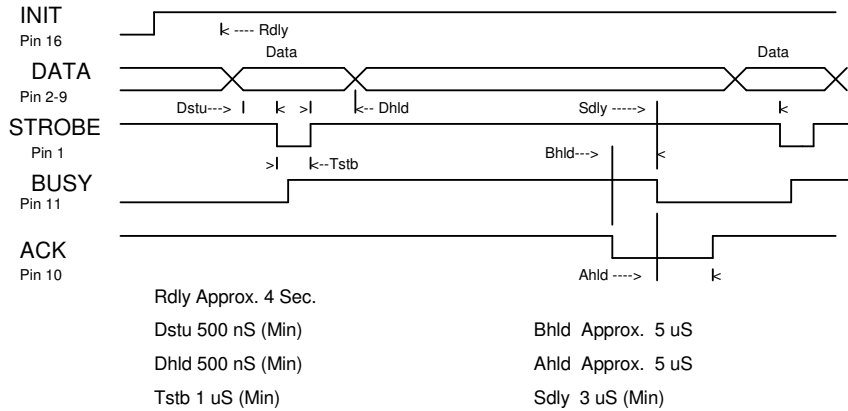 INIT
Pin 16
|< ---- Rdly
Data
Data
DATA
Pin 2-9
Dstu---> | |< >| |<-- Dhld Sdly -----> |<
STROBE
Pin 1
>| |<--Tstb Bhld---> |<
BUSY
Pin 11
ACK
Pin 10
Ahld ----> |<
Rdly Approx. 4 Sec.
Dstu 500 nS (Min)
Dhld 500 nS (Min)
Tstb 1 uS (Min)
Bhld Approx. 5 uS
Ahld Approx. 5 uS
Sdly 3 uS (Min)